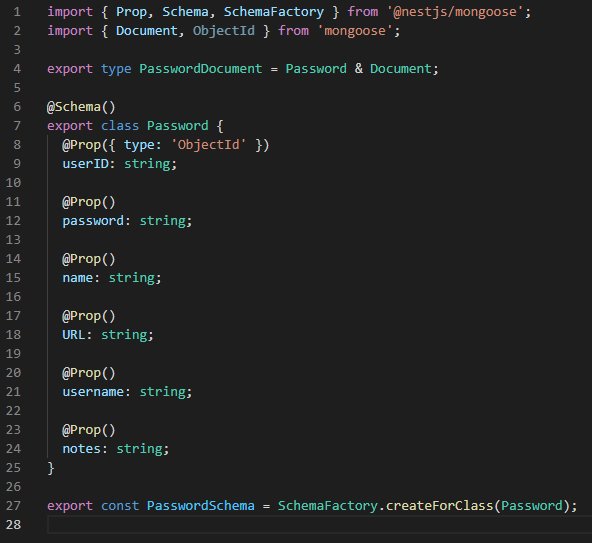 1 import { Prop, Schema, SchemaFactory } from '@nestjs/mongoose';
2 import { Document, ObjectId } from 'mongoose';
3
4 export type PasswordDocument = Password & Document;
5
6 @Schema()
7 export class Password {
8   @Prop({ type: 'ObjectId' })
9   userID: string;
10
11   @Prop()
12   password: string;
13
14   @Prop()
15   name: string;
16
17   @Prop()
18   URL: string;
19
20   @Prop()
21   username: string;
22
23   @Prop()
24   notes: string;
25 }
26
27 export const PasswordSchema = SchemaFactory.createForClass(Password);
28